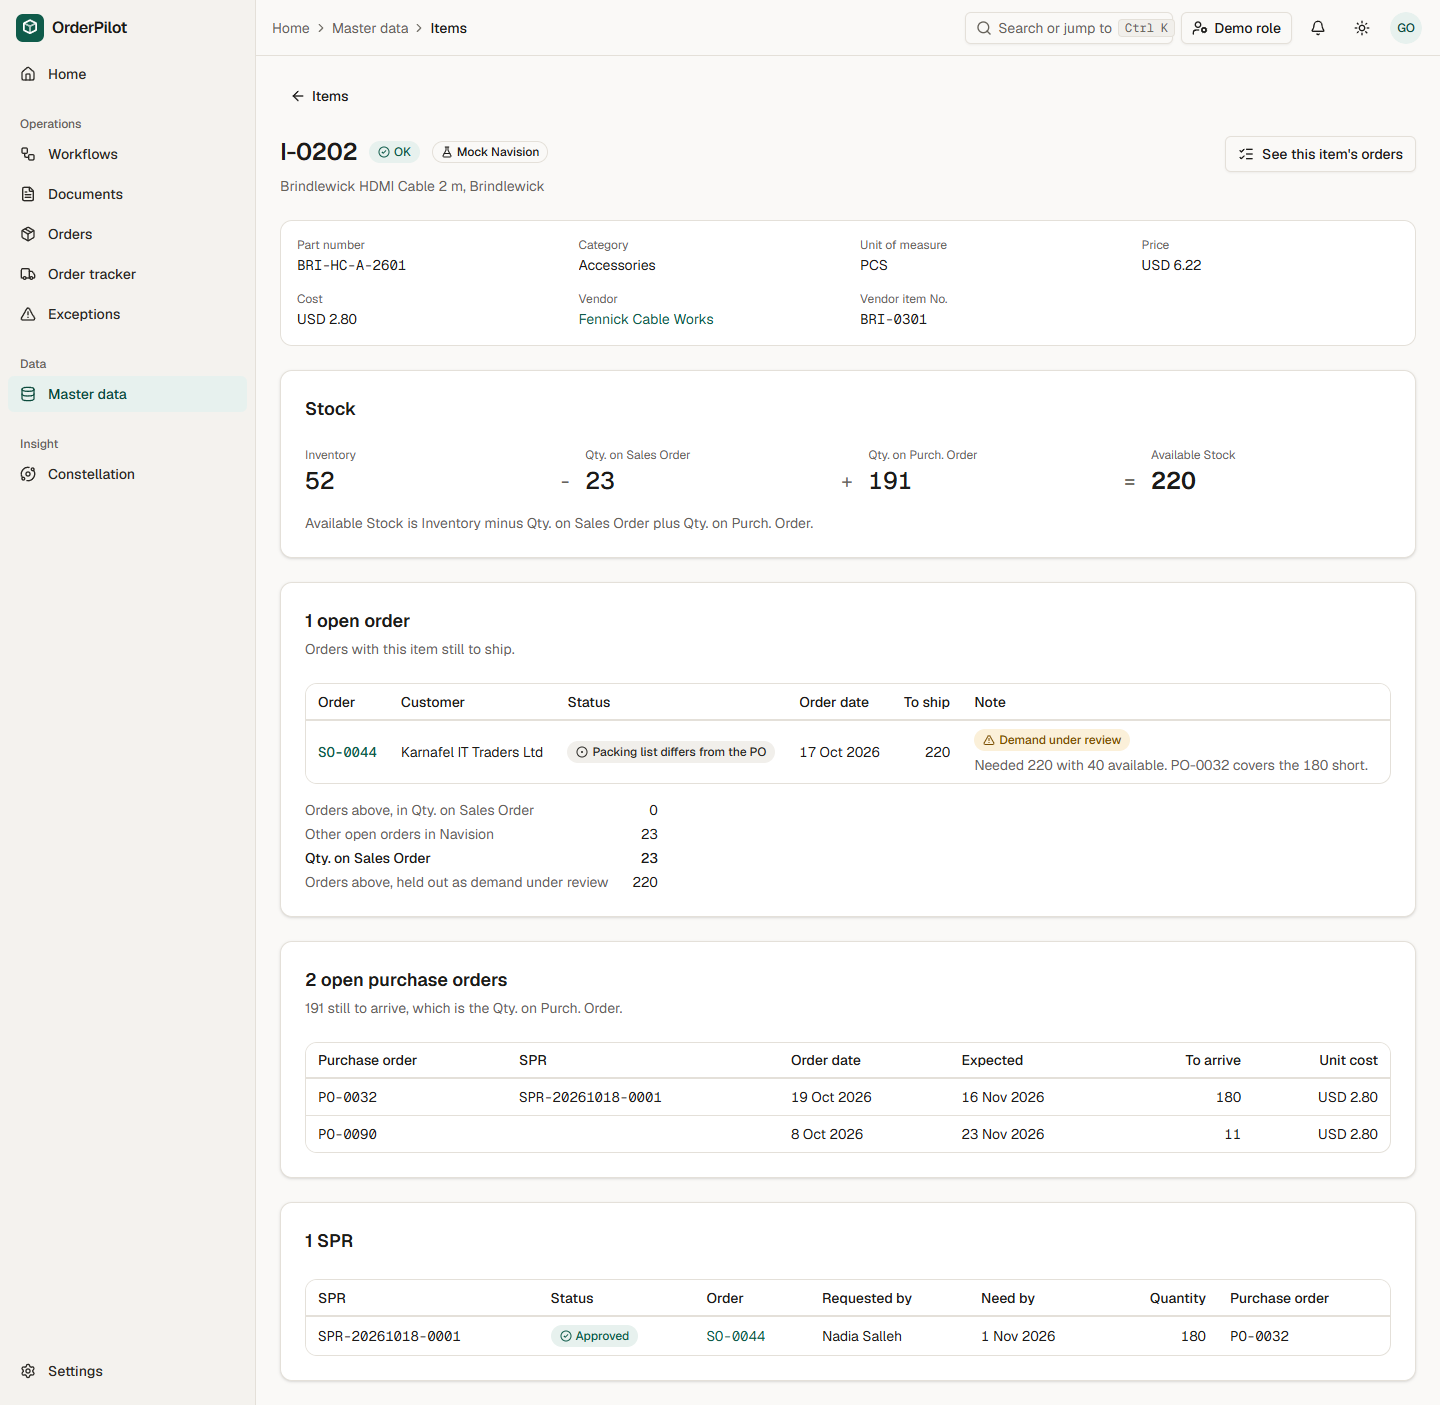 OrderPilot
Home
Operations
Workflows
Documents
Orders
Order tracker
Exceptions
Data
Master data
Insight
Constellation
Settings
Home > Master data > Items
Search or jump to Ctrl K
Demo role
GO
Items
I-0202 OK Mock Navision
See this item's orders
Brindlewick HDMI Cable 2 m, Brindlewick
Part number Category Unit of measure Price
BRI-HC-A-2601 Accessories PCS USD 6.22
Cost Vendor Vendor item No.
USD 2.80 Fennick Cable Works BRI-0301
Stock
Inventory Qty. on Sales Order Qty. on Purch. Order Available Stock
52 - 23 + 191 = 220
Available Stock is Inventory minus Qty. on Sales Order plus Qty. on Purch. Order.
1 open order
Orders with this item still to ship.
Order Customer Status Order date To ship Note
SO-0044 Karnafel IT Traders Ltd Packing list differs from the PO 17 Oct 2026 220 Demand under review
Needed 220 with 40 available. PO-0032 covers the 180 short.
Orders above, in Qty. on Sales Order 0
Other open orders in Navision 23
Qty. on Sales Order 23
Orders above, held out as demand under review 220
2 open purchase orders
191 still to arrive, which is the Qty. on Purch. Order.
Purchase order SPR Order date Expected To arrive Unit cost
PO-0032 SPR-20261018-0001 19 Oct 2026 16 Nov 2026 180 USD 2.80
PO-0090 8 Oct 2026 23 Nov 2026 11 USD 2.80
1 SPR
SPR Status Order Requested by Need by Quantity Purchase order
SPR-20261018-0001 Approved SO-0044 Nadia Salleh 1 Nov 2026 180 PO-0032